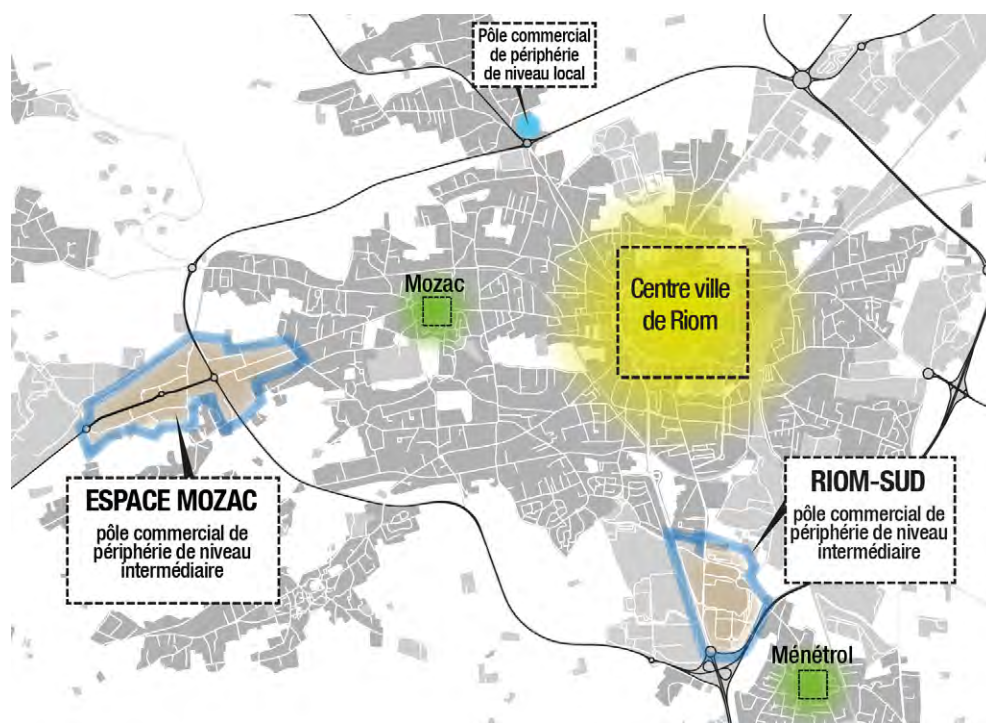 Pôle commercial
de périphérie
de niveau local
Mozac
Centre ville
de Riom
ESPACE MOZAC
pôle commercial de
périphérie de niveau
intermédiaire
RIOM-SUD
pôle commercial de
périphérie de niveau
intermédiaire
Ménétrol